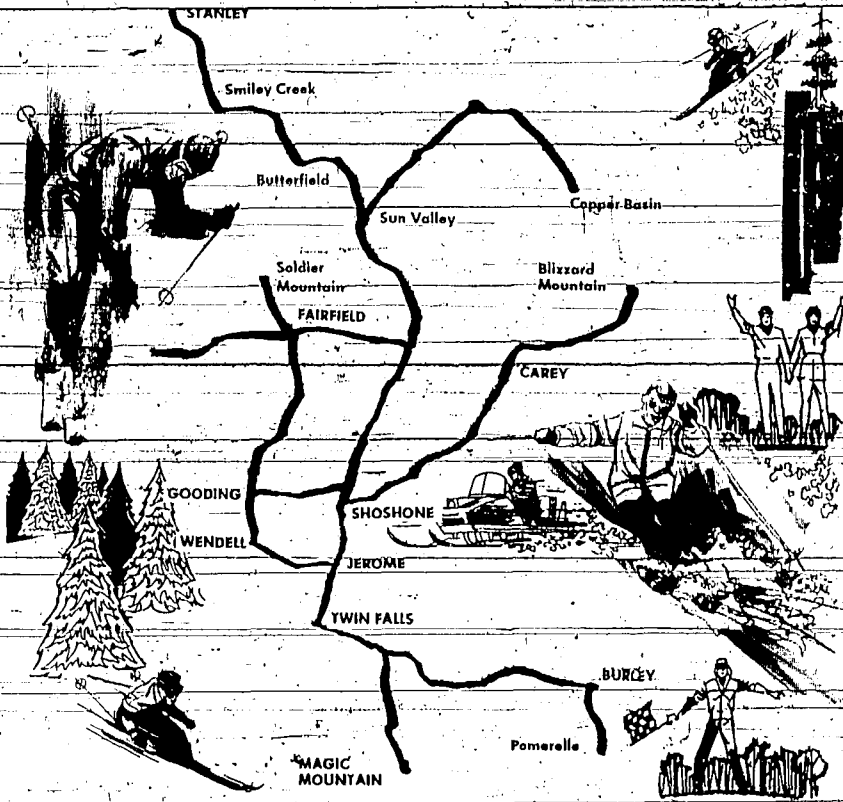 STANLEY
Smiley Creek
Butterfield
Copper Basin
Sun Valley
Soldier
Mountain
Blizzard
Mountain
FAIRFIELD
CAREY
GOODING
SHOSHONE
WENDELL
JEROME
TWIN FALLS
BURLEY
Pomerelle
MAGIC
MOUNTAIN